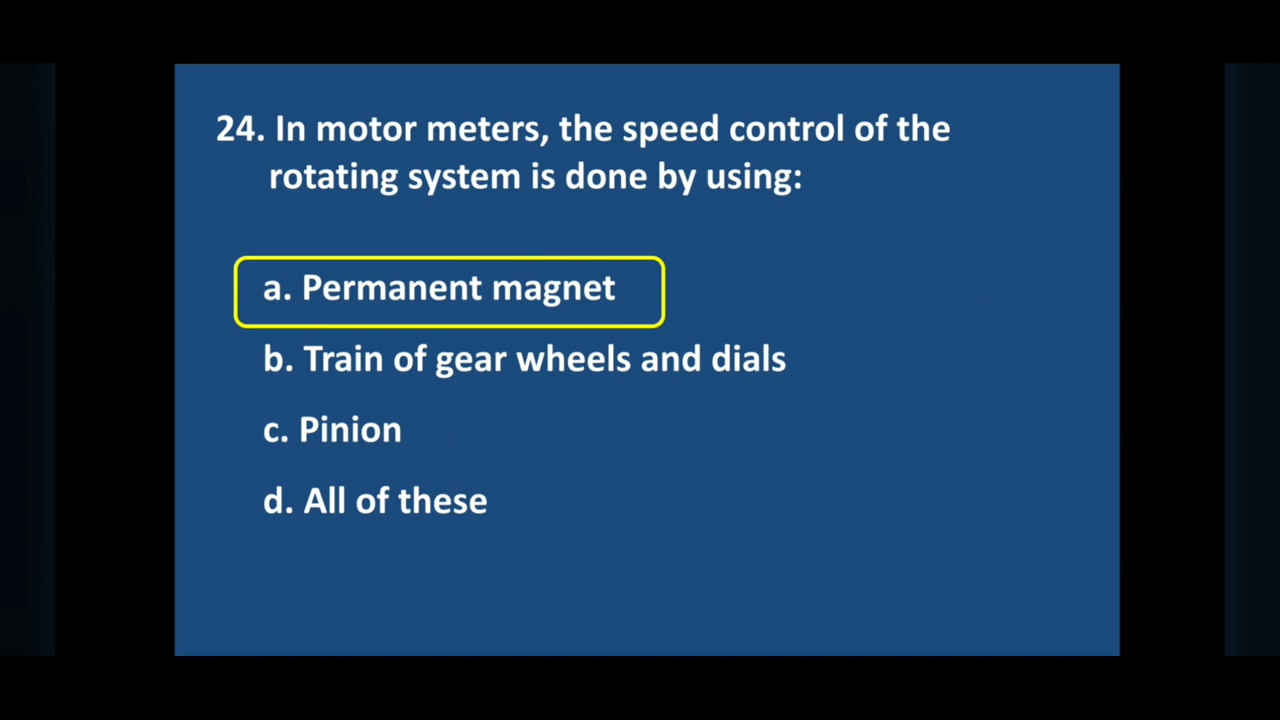 24. In motor meters, the speed control of the
rotating system is done by using:
a. Permanent magnet
b. Train of gear wheels and dials
c. Pinion
d. All of these